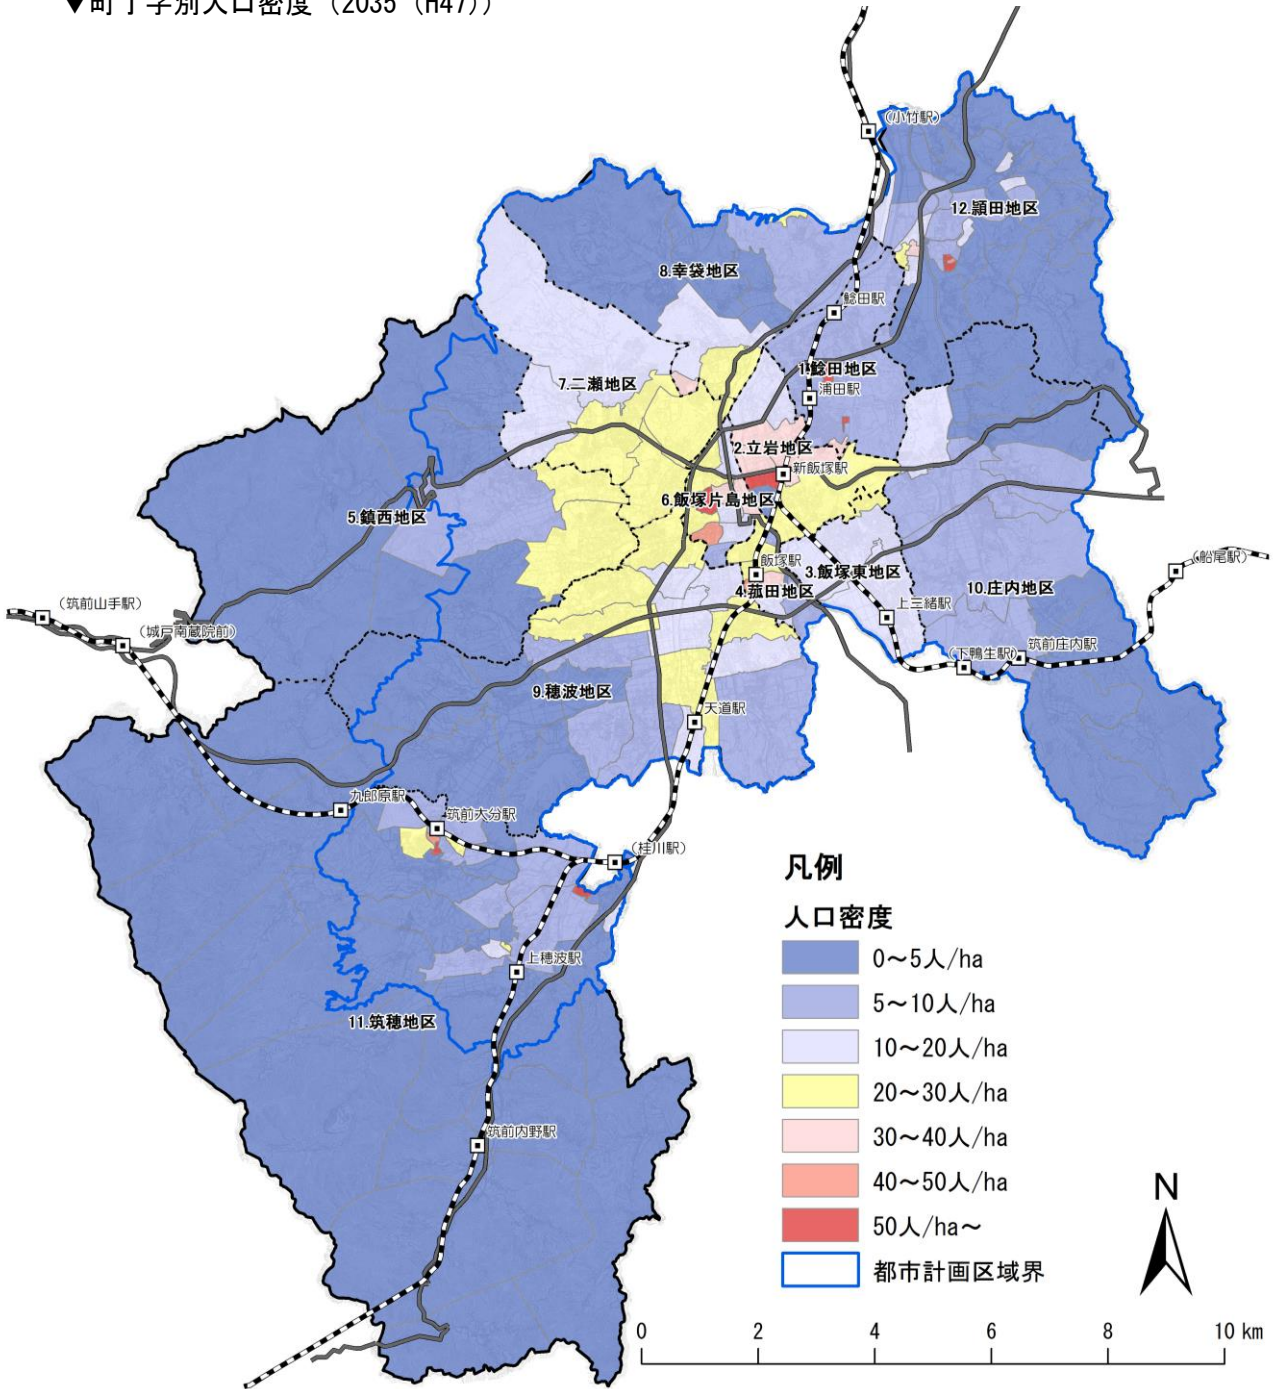 ▼町丁字別人口密度（2035（H47））
（小竹駅）
12.頴田地区
8.幸袋地区
鯰田駅
1.鯰田地区
7.二瀬地区
浦田駅
2.立岩地区
新飯塚駅
6.飯塚片島地区
5.鎮西地区
（船尾駅）
飯塚駅
3.飯塚東地区
4.菰田地区
10.庄内地区
（筑前山手駅）
上三緒駅
（城戸南蔵院前）
筑前庄内駅
（下鴨生駅）
9.穂波地区
天道駅
九郎原駅
筑前大分駅
（桂川駅）
上穂波駅
11.筑穂地区
筑前内野駅
凡例
人口密度
0～5人/ha
5～10人/ha
10～20人/ha
20～30人/ha
30～40人/ha
40～50人/ha
50人/ha～
都市計画区域界
N
0 2 4 6 8 10 km